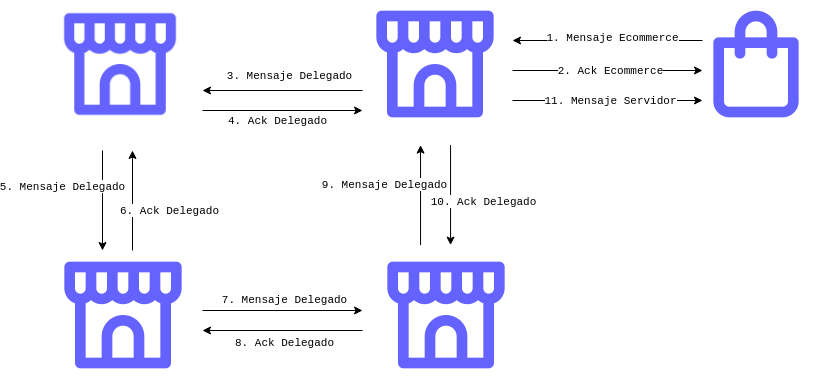 1. Mensaje Ecommerce
2. Ack Ecommerce
3. Mensaje Delegado
11. Mensaje Servidor
4. Ack Delegado
5. Mensaje Delegado
9. Mensaje Delegado
10. Ack Delegado
6. Ack Delegado
7. Mensaje Delegado
8. Ack Delegado